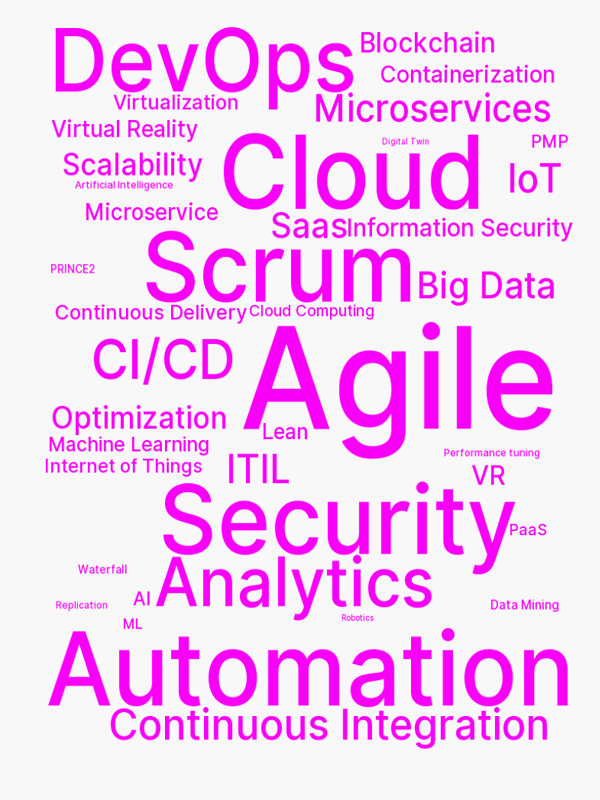 DevOps
Blockchain
Containerization
Virtualization
Microservices
Virtual Reality
Cloud
Digital Twin
PMP
Scalability
IoT
Artificial Intelligence
Microservice
Saas
Information Security
Scrum
PRINCE2
Big Data
Continuous Delivery
Cloud Computing
Agile
CI/CD
Optimization
Lean
Machine Learning
Performance tuning
Internet of Things
ITIL
VR
Security
PaaS
Waterfall
Analytics
AI
Replication
Data Mining
Robotics
ML
Automation
Continuous Integration